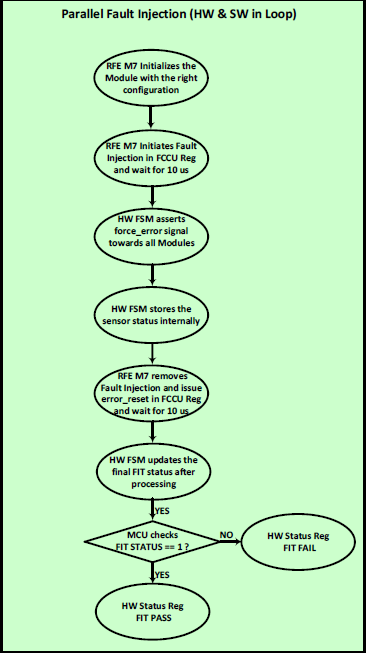 Parallel Fault Injection (HW & SW in Loop)
RFE M7 Initializes the
Module with the right
configuration
RFE M7 Initiates Fault
Injection in FCCU Reg
and wait for 10 us
HW FSM asserts
force_error signal
towards all Modules
HW FSM stores the
sensor status internally
RFE M7 removes
Fault Injection and issue
error_reset in FCCU Reg
and wait for 10 us
HW FSM updates the
final FIT status after
processing
YES
MCU checks
FIT STATUS == 1 ?
NO
HW Status Reg
FIT FAIL
YES
HW Status Reg
FIT PASS